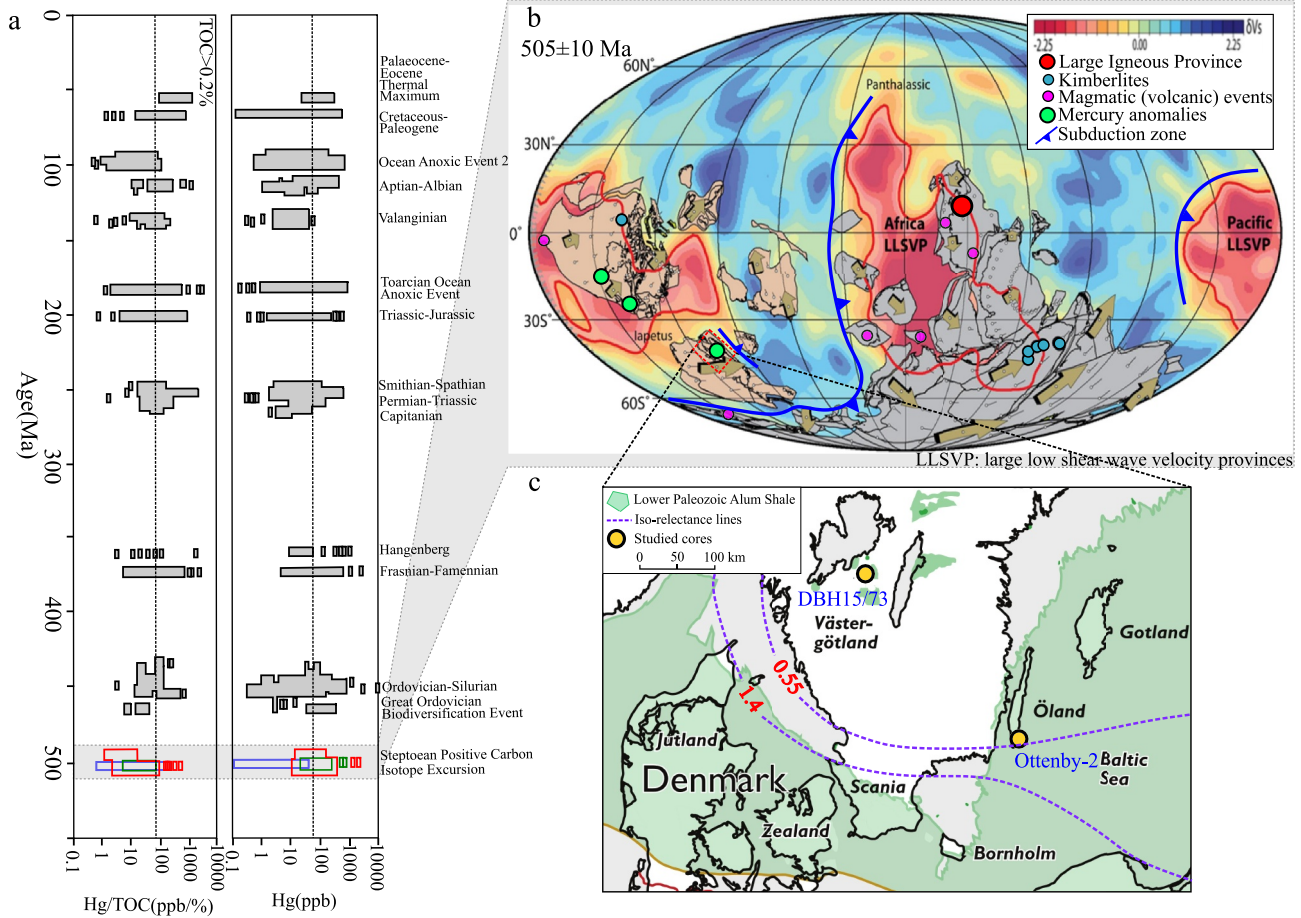 a
TOC>0.2%
0
100
200
300
400
500
Age(Ma)
Palaeocene-
Eocene
Thermal
Maximum
Cretaceous-
Paleogene
Ocean Anoxic Event 2
Aptian-Albian
Valanginian
Toarcian Ocean
Anoxic Event
Triassic-Jurassic
Smithian-Spathian
Permian-Triassic
Capitanian
Hangenberg
Frasnian-Famennian
Ordovician-Silurian
Great Ordovician
Biodiversification Event
Steptoean Positive Carbon
Isotope Excursion
0.1
1
10
100
1000
10000
Hg/TOC(ppb/%)
0.1
1
10
100
1000
10000
Hg(ppb)
b
505±10 Ma
60N
30N
0°
30S
60S
Panthalassic
Iapetus
Africa
LLSVP
Pacific
LLSVP
-2.25
0.00
2.25
δVs
Large Igneous Province
Kimberlites
Magmatic (volcanic) events
Mercury anomalies
Subduction zone
LLSVP: large low shear-wave velocity provinces
c
Lower Paleozoic Alum Shale
Iso-relectance lines
Studied cores
0 50 100 km
DBH15/73
Väster-
götland
Gotland
Öland
Ottenby-2
Baltic
Sea
0.55
1.4
Jutland
Denmark
Scania
Zealand
Bornholm